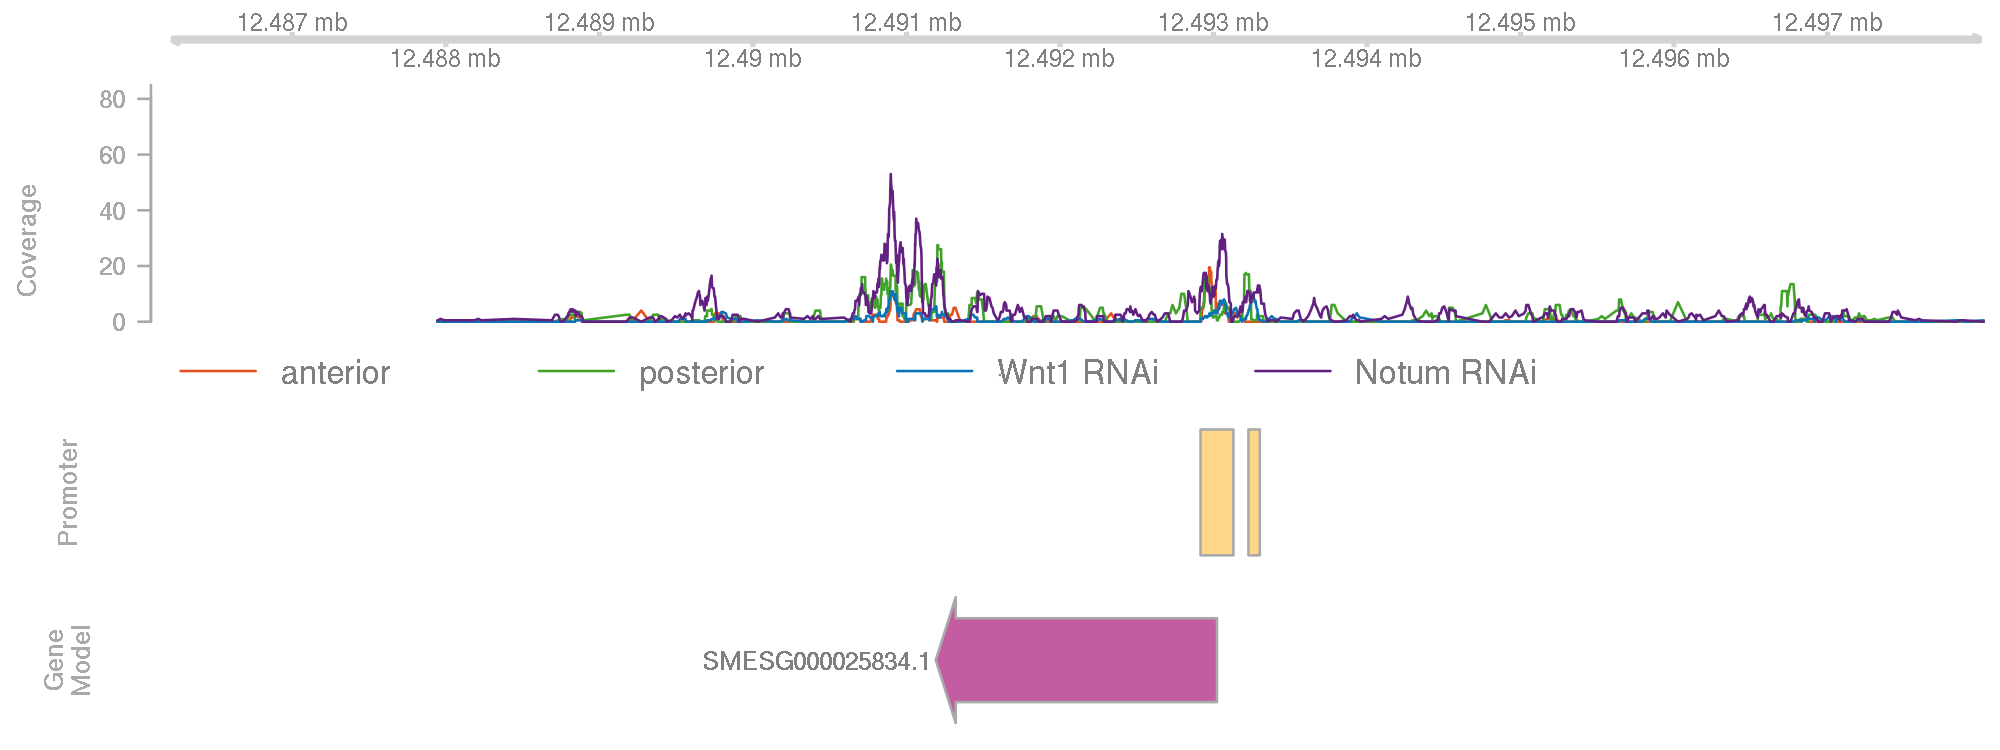 12.487 mb 12.489 mb 12.491 mb 12.493 mb 12.495 mb 12.497 mb
12.488 mb 12.49 mb 12.492 mb 12.494 mb 12.496 mb
Coverage
80
60
40
20
0
anterior posterior Wnt1 RNAi Notum RNAi
Promoter
Gene
Model
SMESG000025834.1